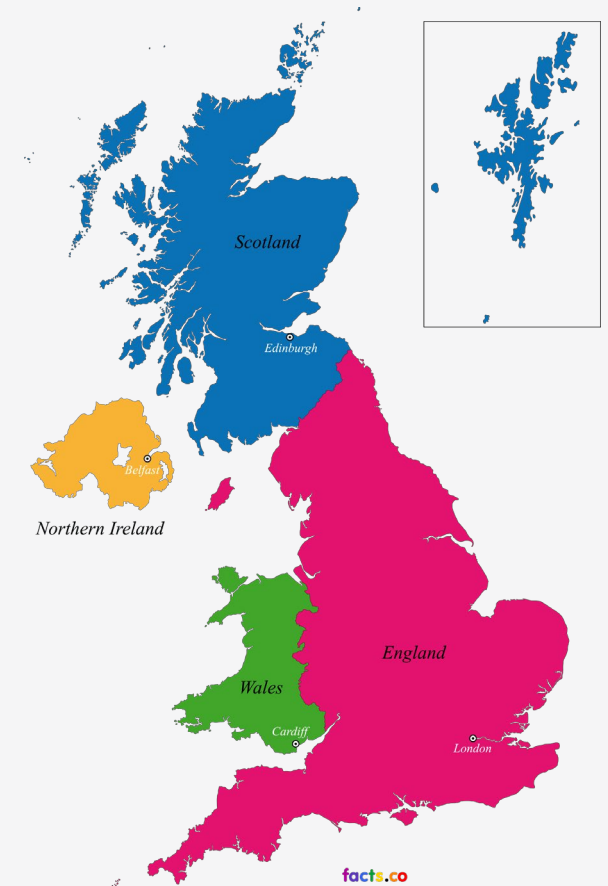 Scotland
Edinburgh
Belfast
Northern Ireland
England
Wales
Cardiff
London
facts.co